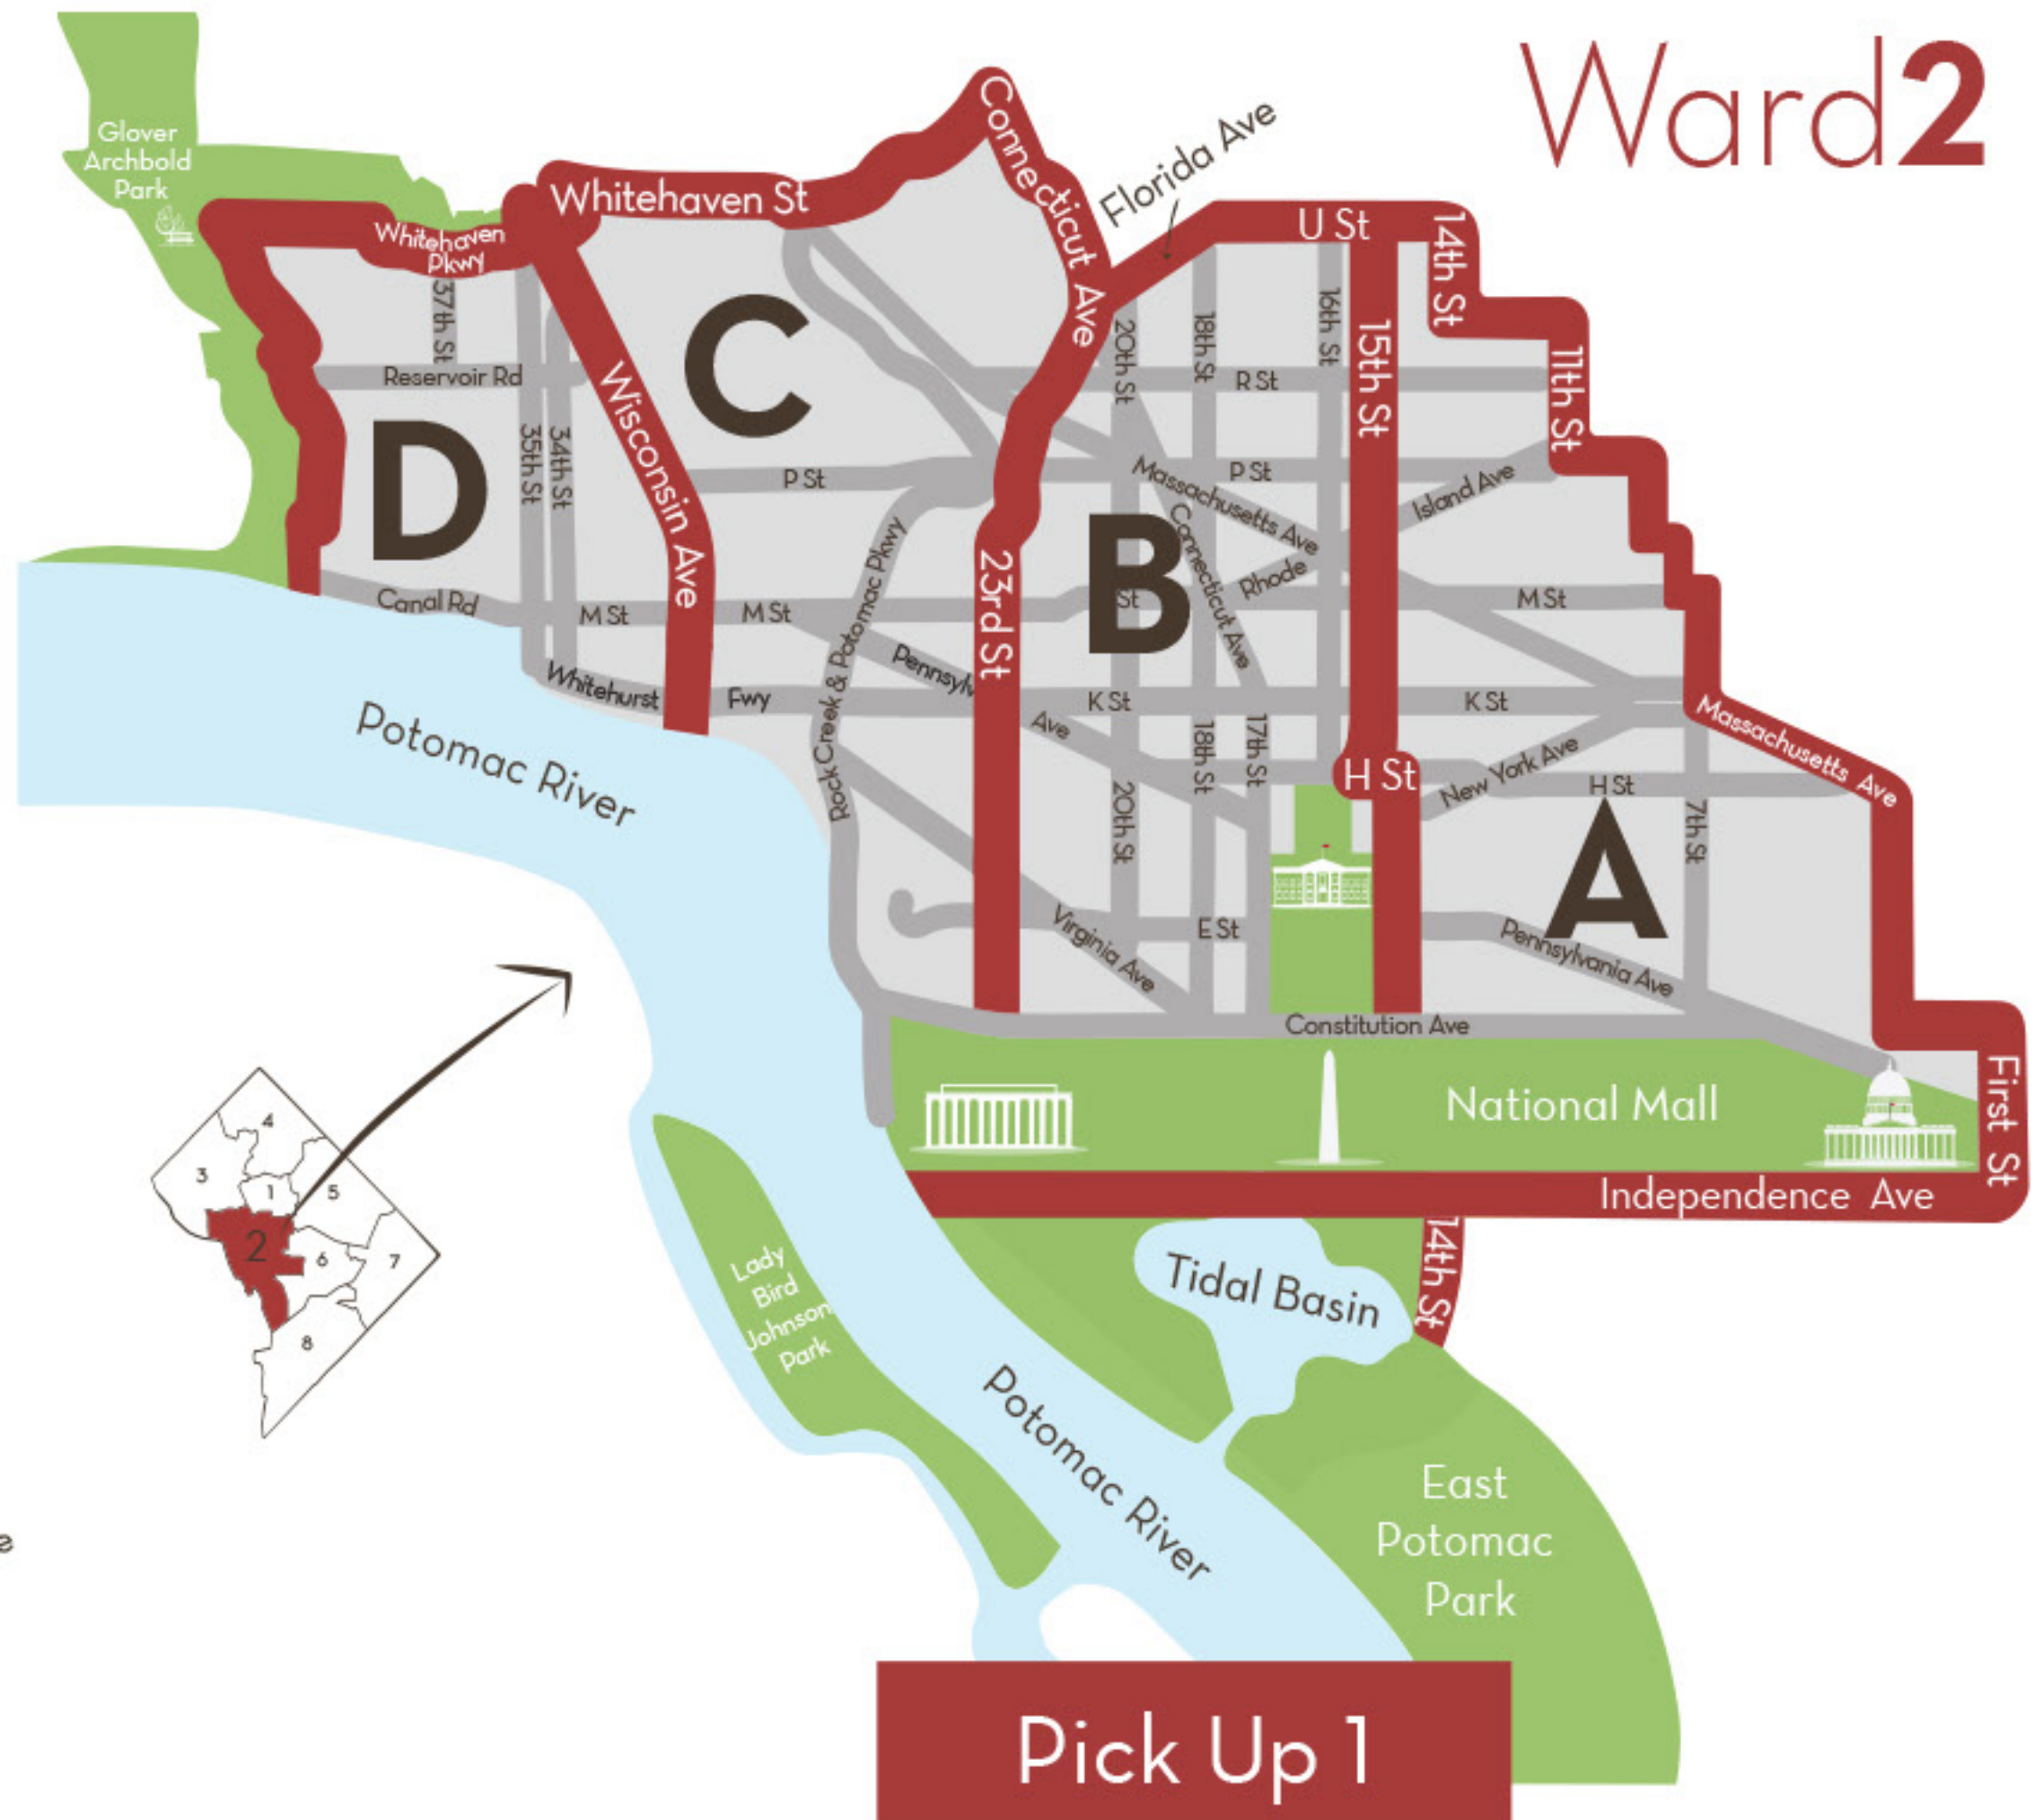 Ward2
Glover
Archbold
Park
Whitehaven
Pkwy
Whitehaven St
Connecticut Ave
Florida Ave
U St
14th St
37th St
Reservoir Rd
C
Wisconsin Ave
20th St
18th St
16th St
15th St
R St
11th St
D
35th St
34th St
P St
P St
Massachusetts Ave
Rhode
Island Ave
B
Connecticut Ave
Canal Rd
M St
M St
St
M St
Rock Creek & Potomac Pkwy
23rd St
Pennsylv
Ave
Whitehurst
Fwy
K St
K St
Potomac River
18th St
17th St
20th St
H St
New York Ave
H St
Massachusetts Ave
7th St
A
Virginia Ave
E St
Pennsylvania Ave
Constitution Ave
National Mall
First St
Independence Ave
14th St
Tidal Basin
Lady
Bird
Johnson
Park
Potomac River
East
Potomac
Park
4
3
1
5
2
6
7
8
e
Pick Up 1